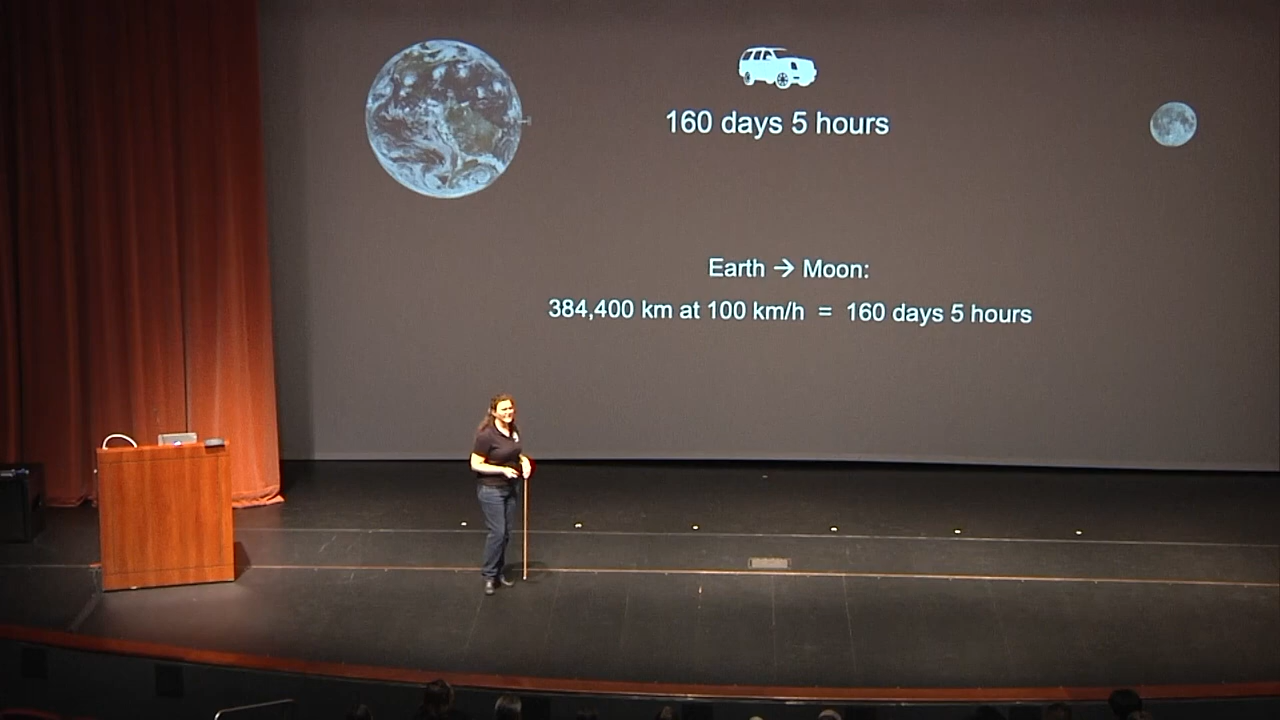 160 days 5 hours
Earth → Moon:
384,400 km at 100 km/h = 160 days 5 hours